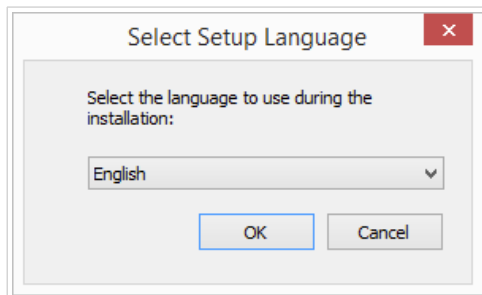 Select Setup Language
Select the language to use during the
installation:
English
OK Cancel